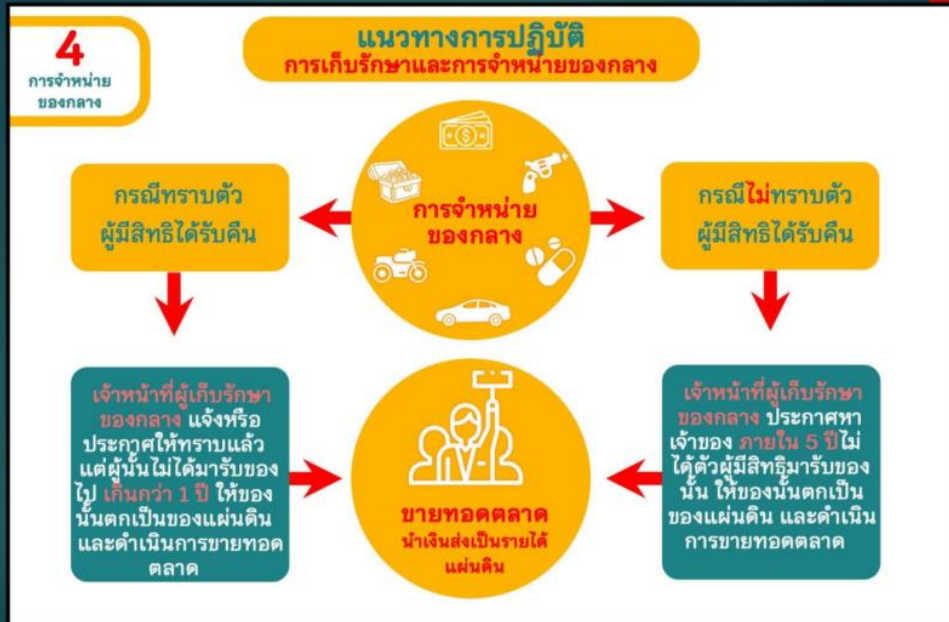 4
การจำหน่าย
ของกลาง
แนวทางการปฏิบัติ
การเก็บรักษาและการจำหน่ายของกลาง
กรณีทราบตัว
ผู้มีสิทธิได้รับคืน
การจำหน่าย
ของกลาง
กรณีไม่ทราบตัว
ผู้มีสิทธิได้รับคืน
เจ้าหน้าที่ผู้เก็บรักษา
ของกลาง แจ้งหรือ
ประกาศให้ทราบแล้ว
แต่ผู้นั้นไม่ได้มารับของ
ไป เกินกว่า 1 ปี ให้ของ
นั้นตกเป็นของแผ่นดิน
และดำเนินการขายทอด
ตลาด
ขายทอดตลาด
นำเงินส่งเป็นรายได้
แผ่นดิน
เจ้าหน้าที่ผู้เก็บรักษา
ของกลาง ประกาศหา
เจ้าของ ภายใน 5 ปีไม่
ได้ตัวผู้มีสิทธิมารับของ
นั้น ให้ของนั้นตกเป็น
ของแผ่นดิน และดำเนิน
การขายทอดตลาด